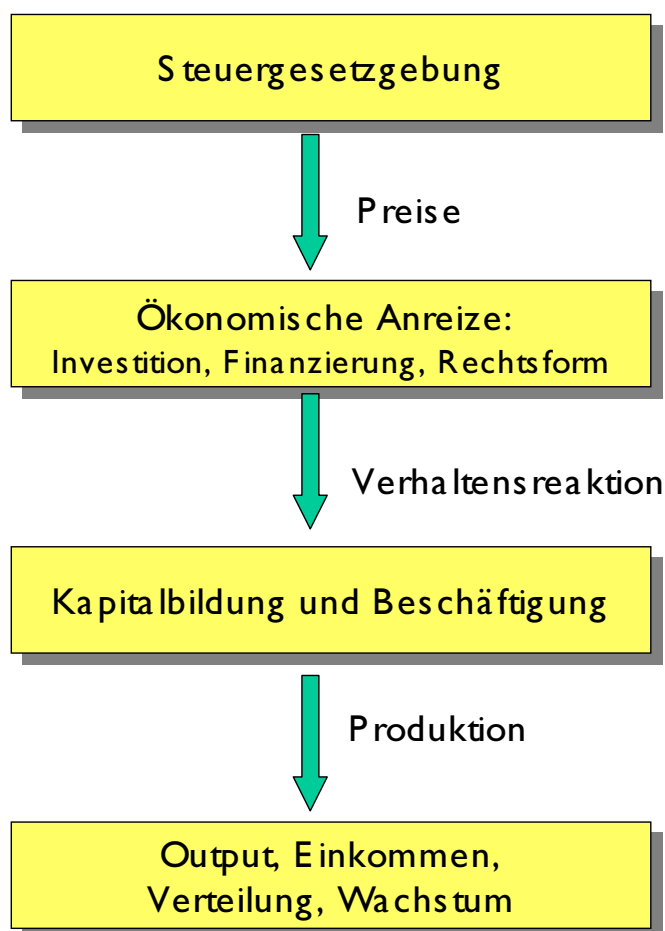 Steuergesetzgebung
Preise
Ökonomische Anreize:
Investition, Finanzierung, Rechtsform
Verhaltensreaktion
Kapitalbildung und Beschäftigung
Produktion
Output, Einkommen,
Verteilung, Wachstum